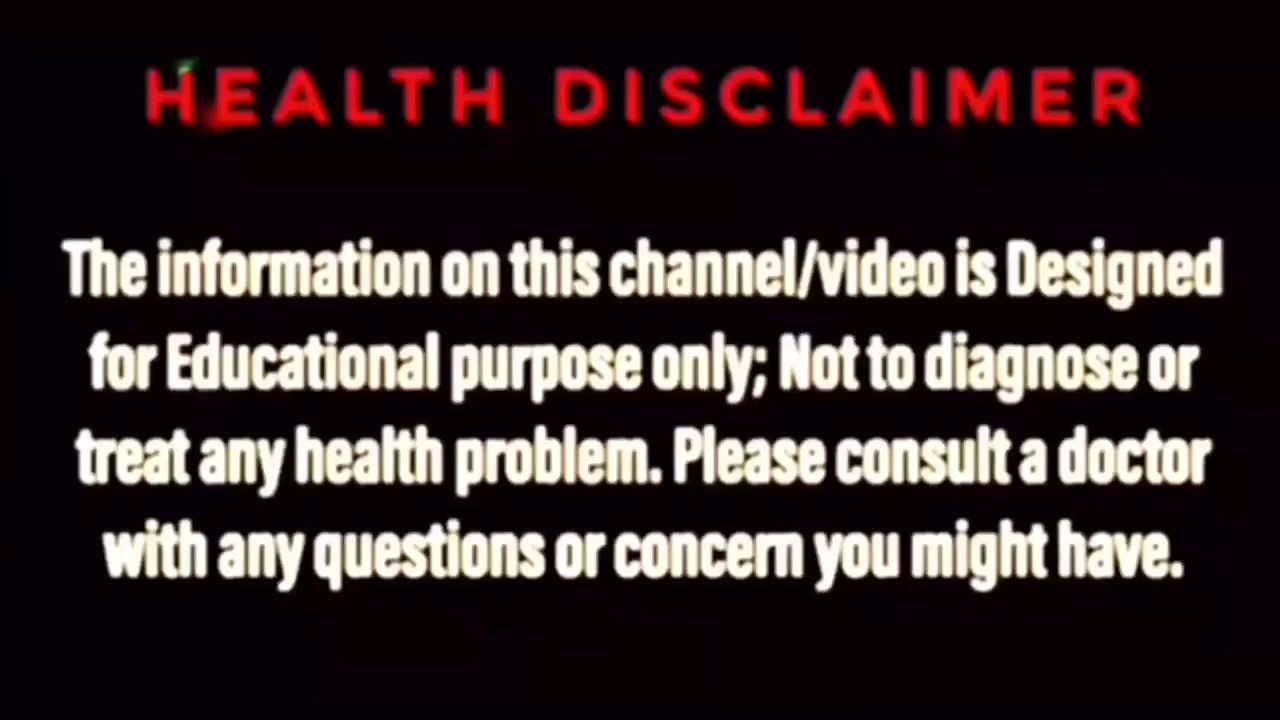 HEALTH DISCLAIMER
The information on this channel/video is Designed
for Educational purpose only; Not to diagnose or
treat any health problem. Please consult a doctor
with any questions or concern you might have.